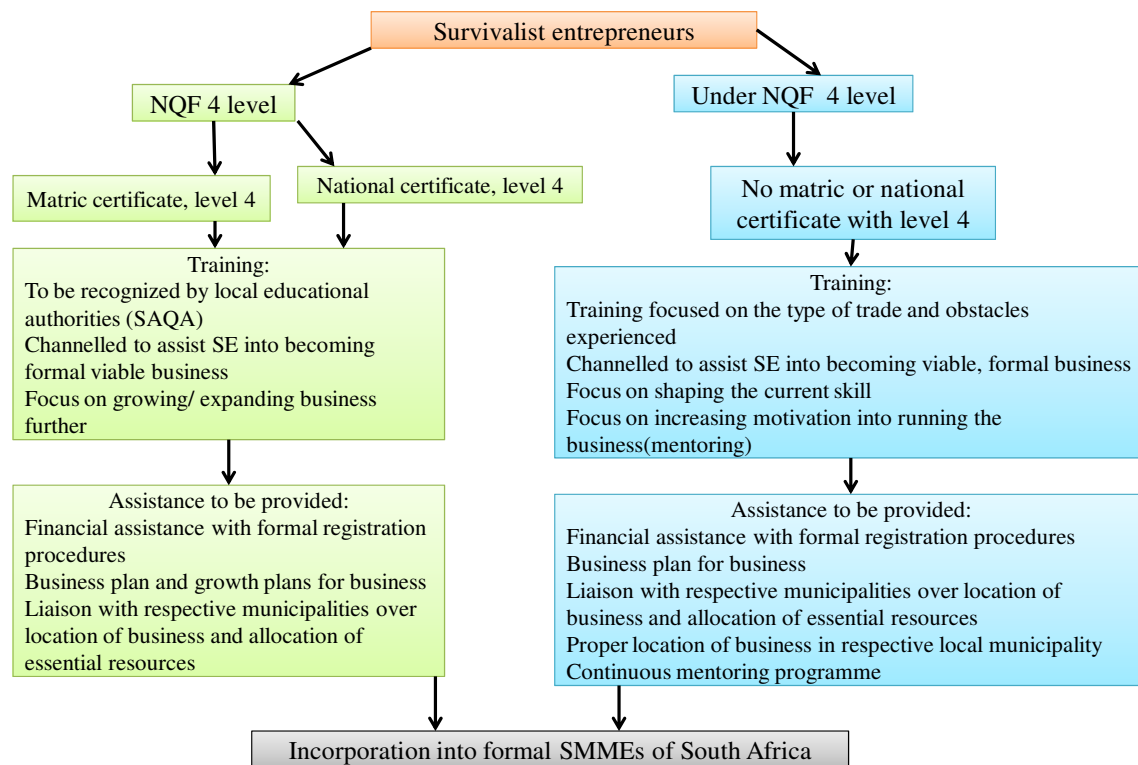 Survivalist entrepreneurs
NQF 4 level
Under NQF 4 level
Matric certificate, level 4
National certificate, level 4
No matric or national
certificate with level 4
Training:
To be recognized by local educational
authorities (SAQA)
Channelled to assist SE into becoming
formal viable business
Focus on growing/ expanding business
further
Training:
Training focused on the type of trade and obstacles
experienced
Channelled to assist SE into becoming viable, formal business
Focus on shaping the current skill
Focus on increasing motivation into running the
business(mentoring)
Assistance to be provided:
Financial assistance with formal registration
procedures
Business plan and growth plans for business
Liaison with respective municipalities over
location of business and allocation of
essential resources
Assistance to be provided:
Financial assistance with formal registration procedures
Business plan for business
Liaison with respective municipalities over location of
business and allocation of essential resources
Proper location of business in respective local municipality
Continuous mentoring programme
Incorporation into formal SMMEs of South Africa